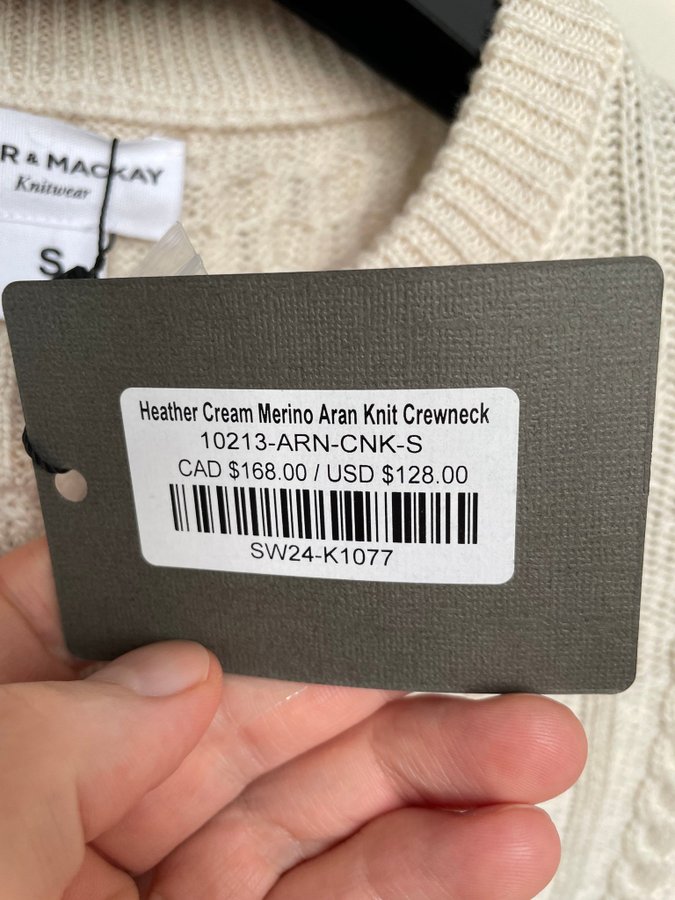 R & MACKAY
Knitwear
S
Heather Cream Merino Aran Knit Crewneck
10213-ARN-CNK-S
CAD $168.00 / USD $128.00
SW24-K1077